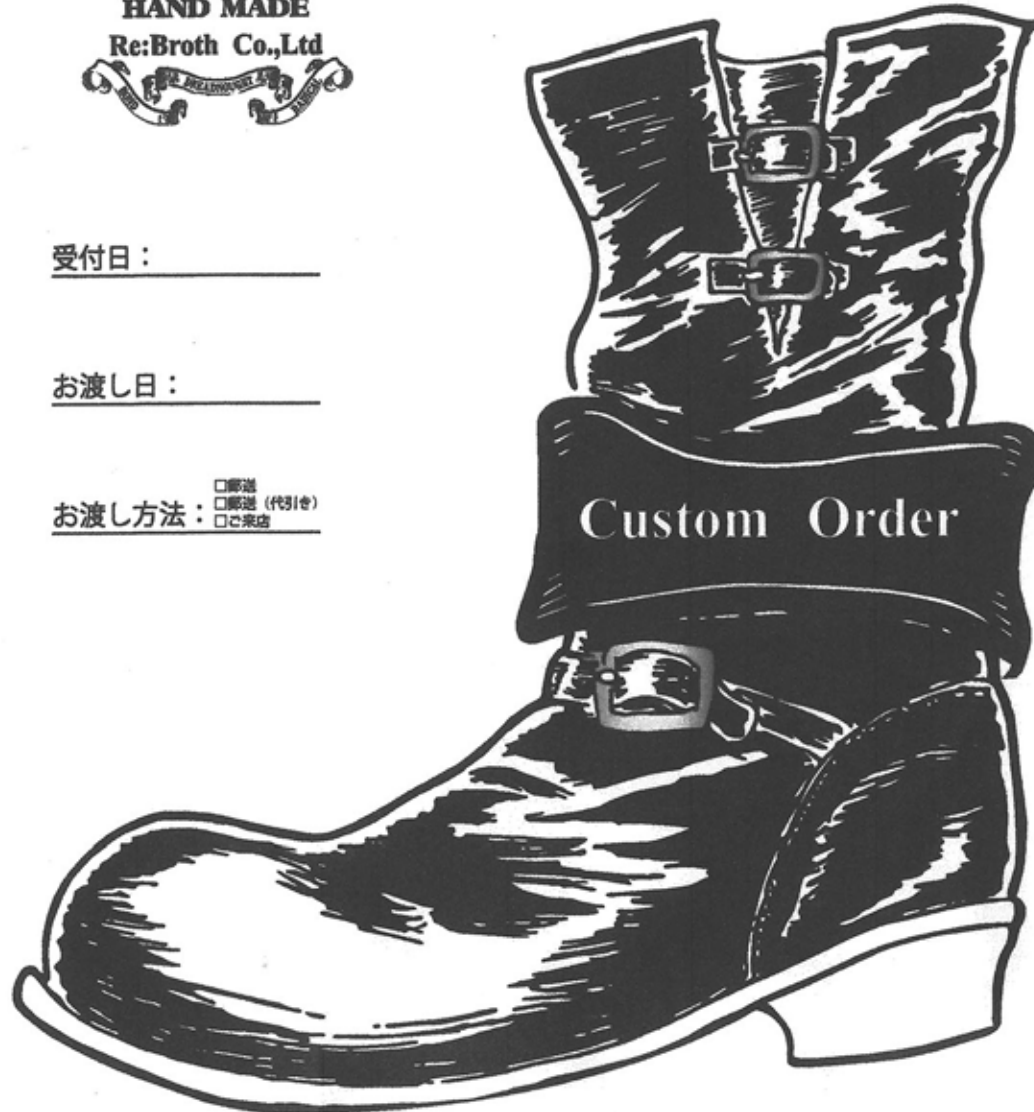 HAND MADE
Re:Broth Co.,Ltd
DREADNOUGHT
受付日：
お渡し日：
お渡し方法：
□郵送
□郵送（代引き）
□ご来店
Custom Order